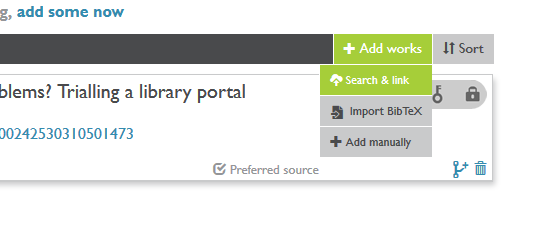 g, add some now
Add works
Sort
Search & link
blems? Trialling a library portal
Import BibTeX
00242530310501473
Add manually
Preferred source